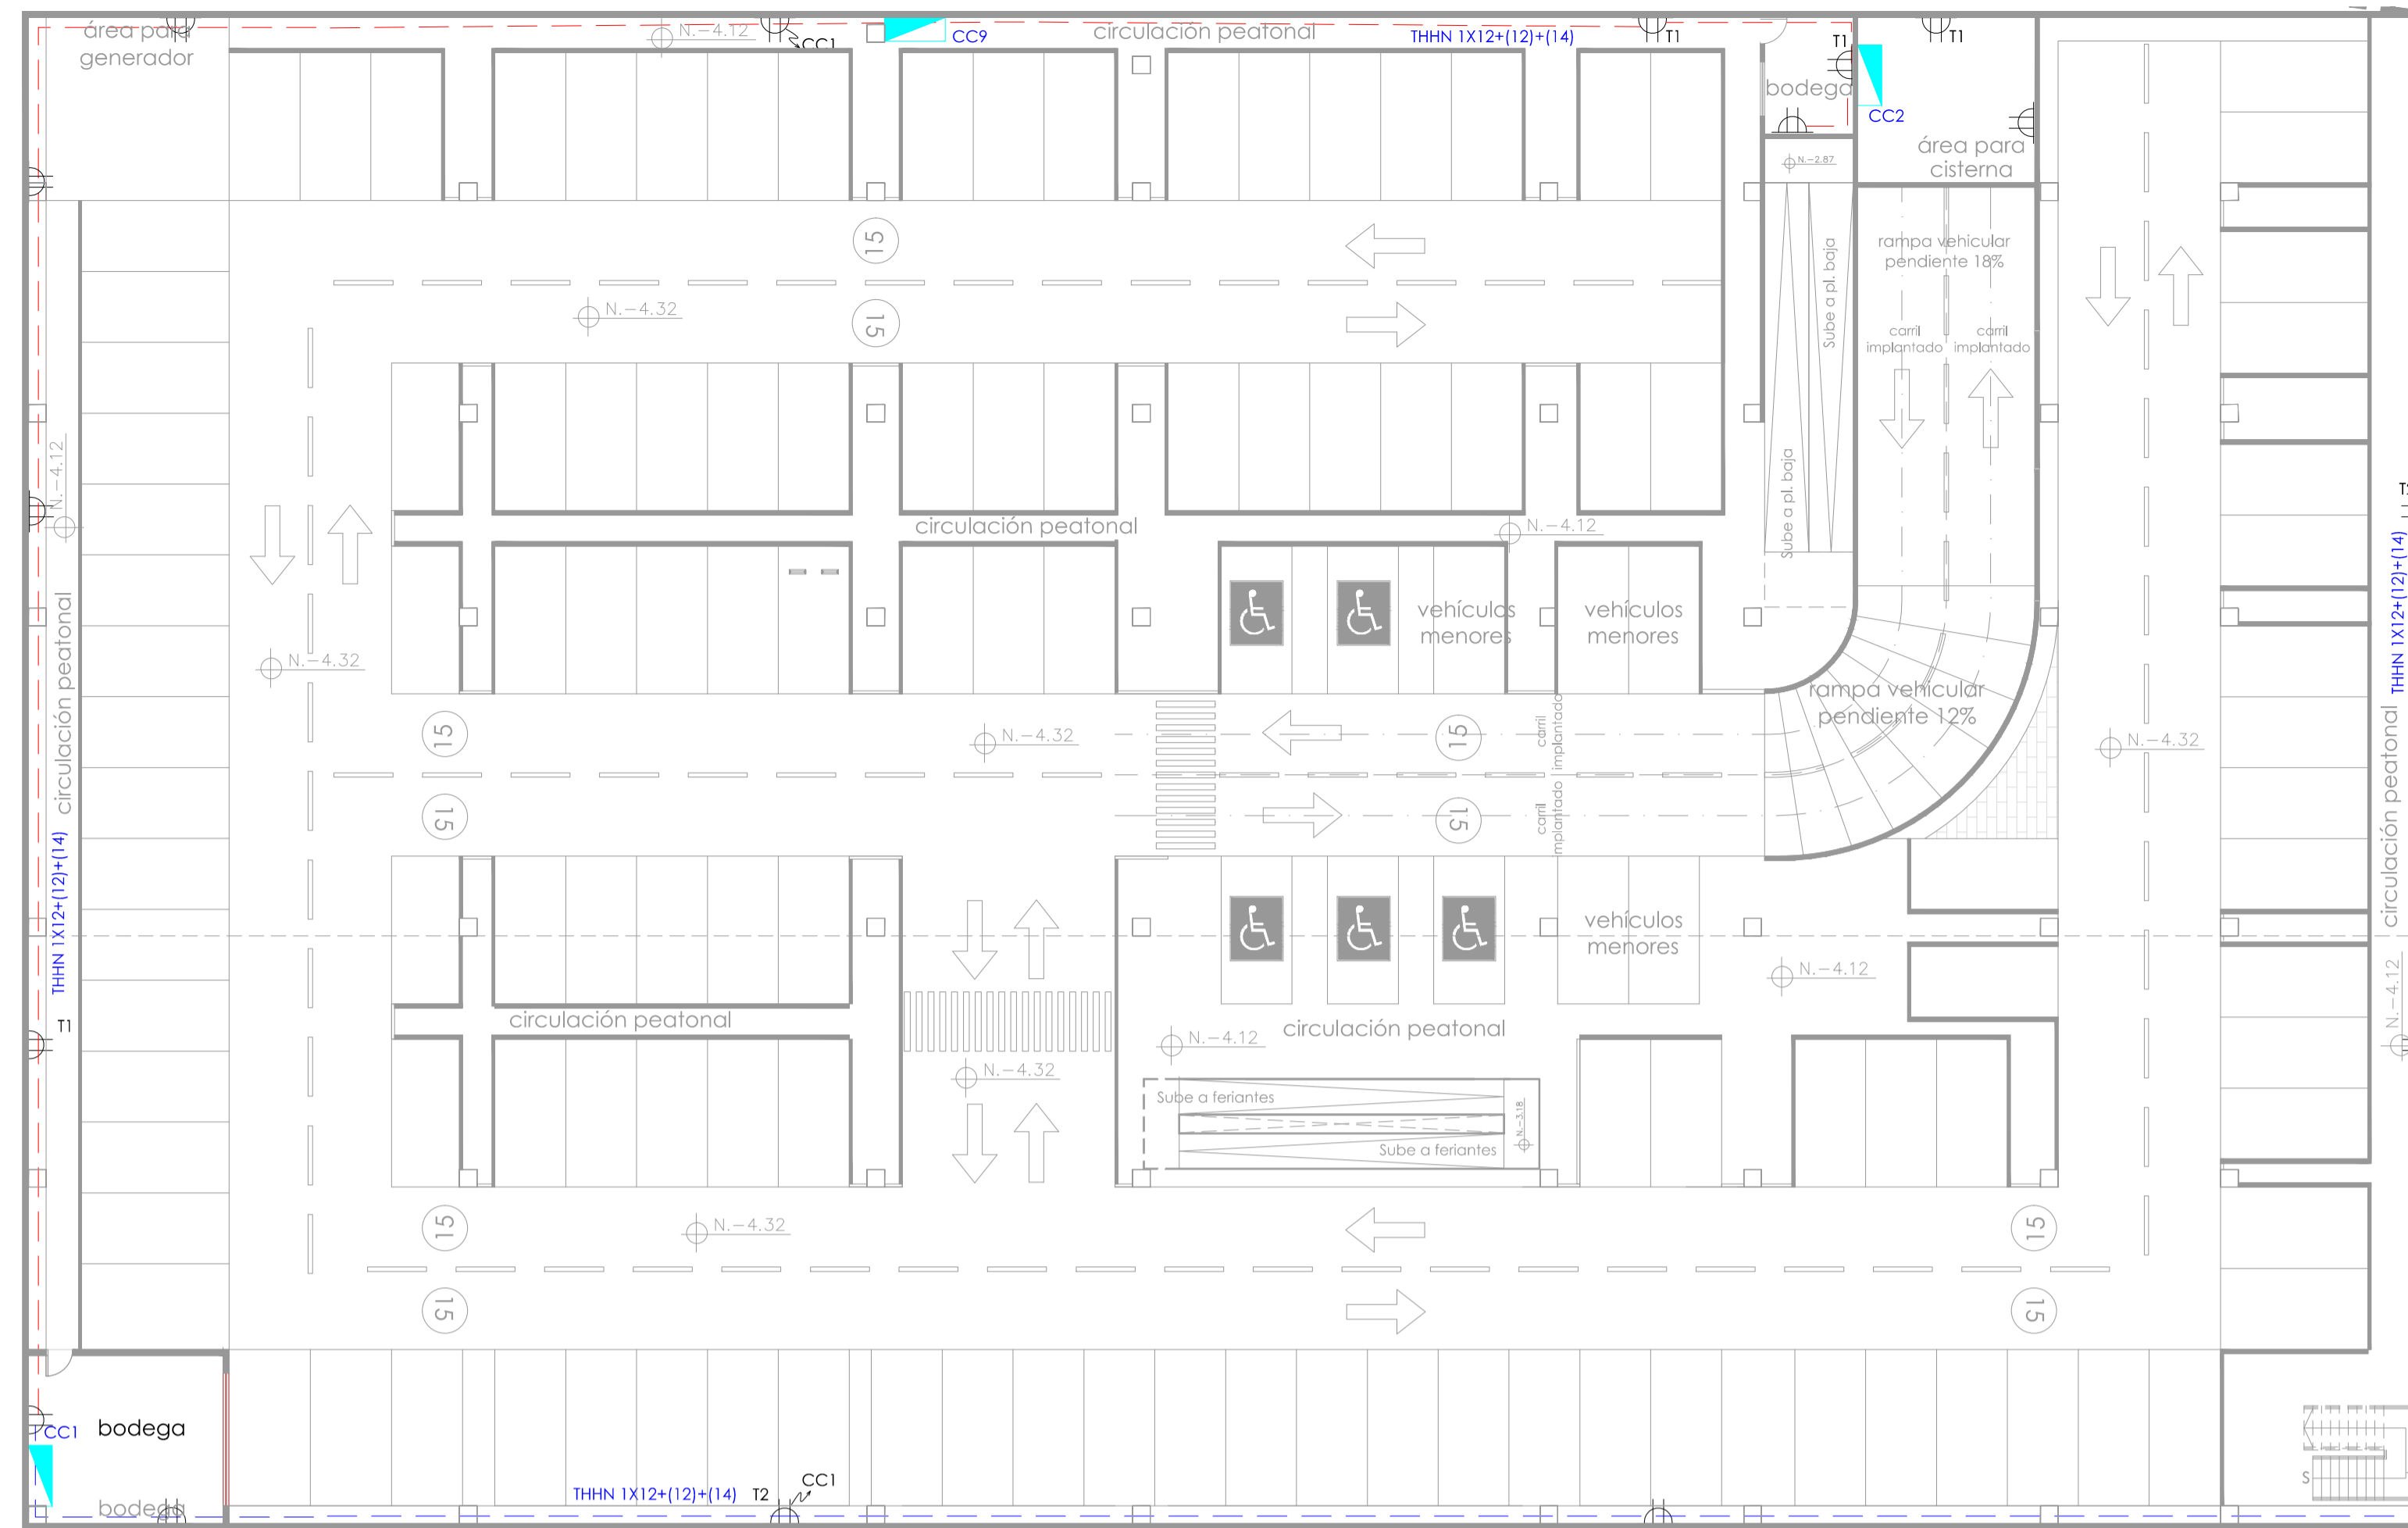 área para
generador
N.-4.12
CC1
CC9
circulación peatonal
THHN 1X12+(12)+(14)
T1
T1
T1
bodega
CC2
área para
cisterna
N.-2.87
15
15
N.-4.32
Sube a pl. baja
Sube a pl. baja
rampa vehicular
pendiente 18%
carril
implantado
carril
implantado
N.-4.12
circulación peatonal
THHN 1X12+(12)+(14)
T1
N.-4.32
circulación peatonal
N.-4.12
vehículos
menores
vehículos
menores
rampa vehicular
pendiente 12%
15
15
N.-4.32
15
15
carril
implantado
carril
implantado
N.-4.32
THHN 1X12+(12)+(14)
circulación peatonal
N.-4.12
vehículos
menores
N.-4.12
circulación peatonal
circulación peatonal
N.-4.12
N.-4.32
Sube a feriantes
Sube a feriantes
N.-3.18
15
15
N.-4.32
15
15
CC1
bodega
bodega
THHN 1X12+(12)+(14)
T2
CC1
S